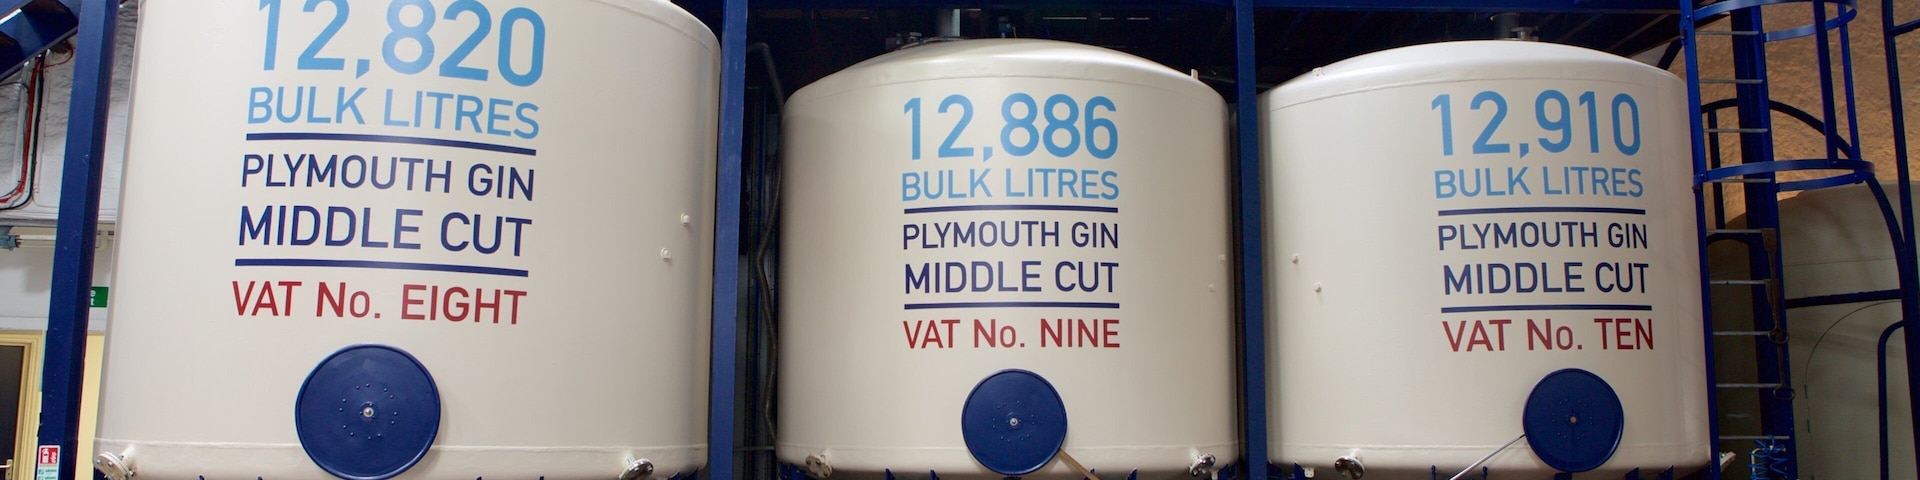 12,820
BULK LITRES
PLYMOUTH GIN
MIDDLE CUT
VAT No. EIGHT
12,886
BULK LITRES
PLYMOUTH GIN
MIDDLE CUT
VAT No. NINE
12,910
BULK LITRES
PLYMOUTH GIN
MIDDLE CUT
VAT No. TEN